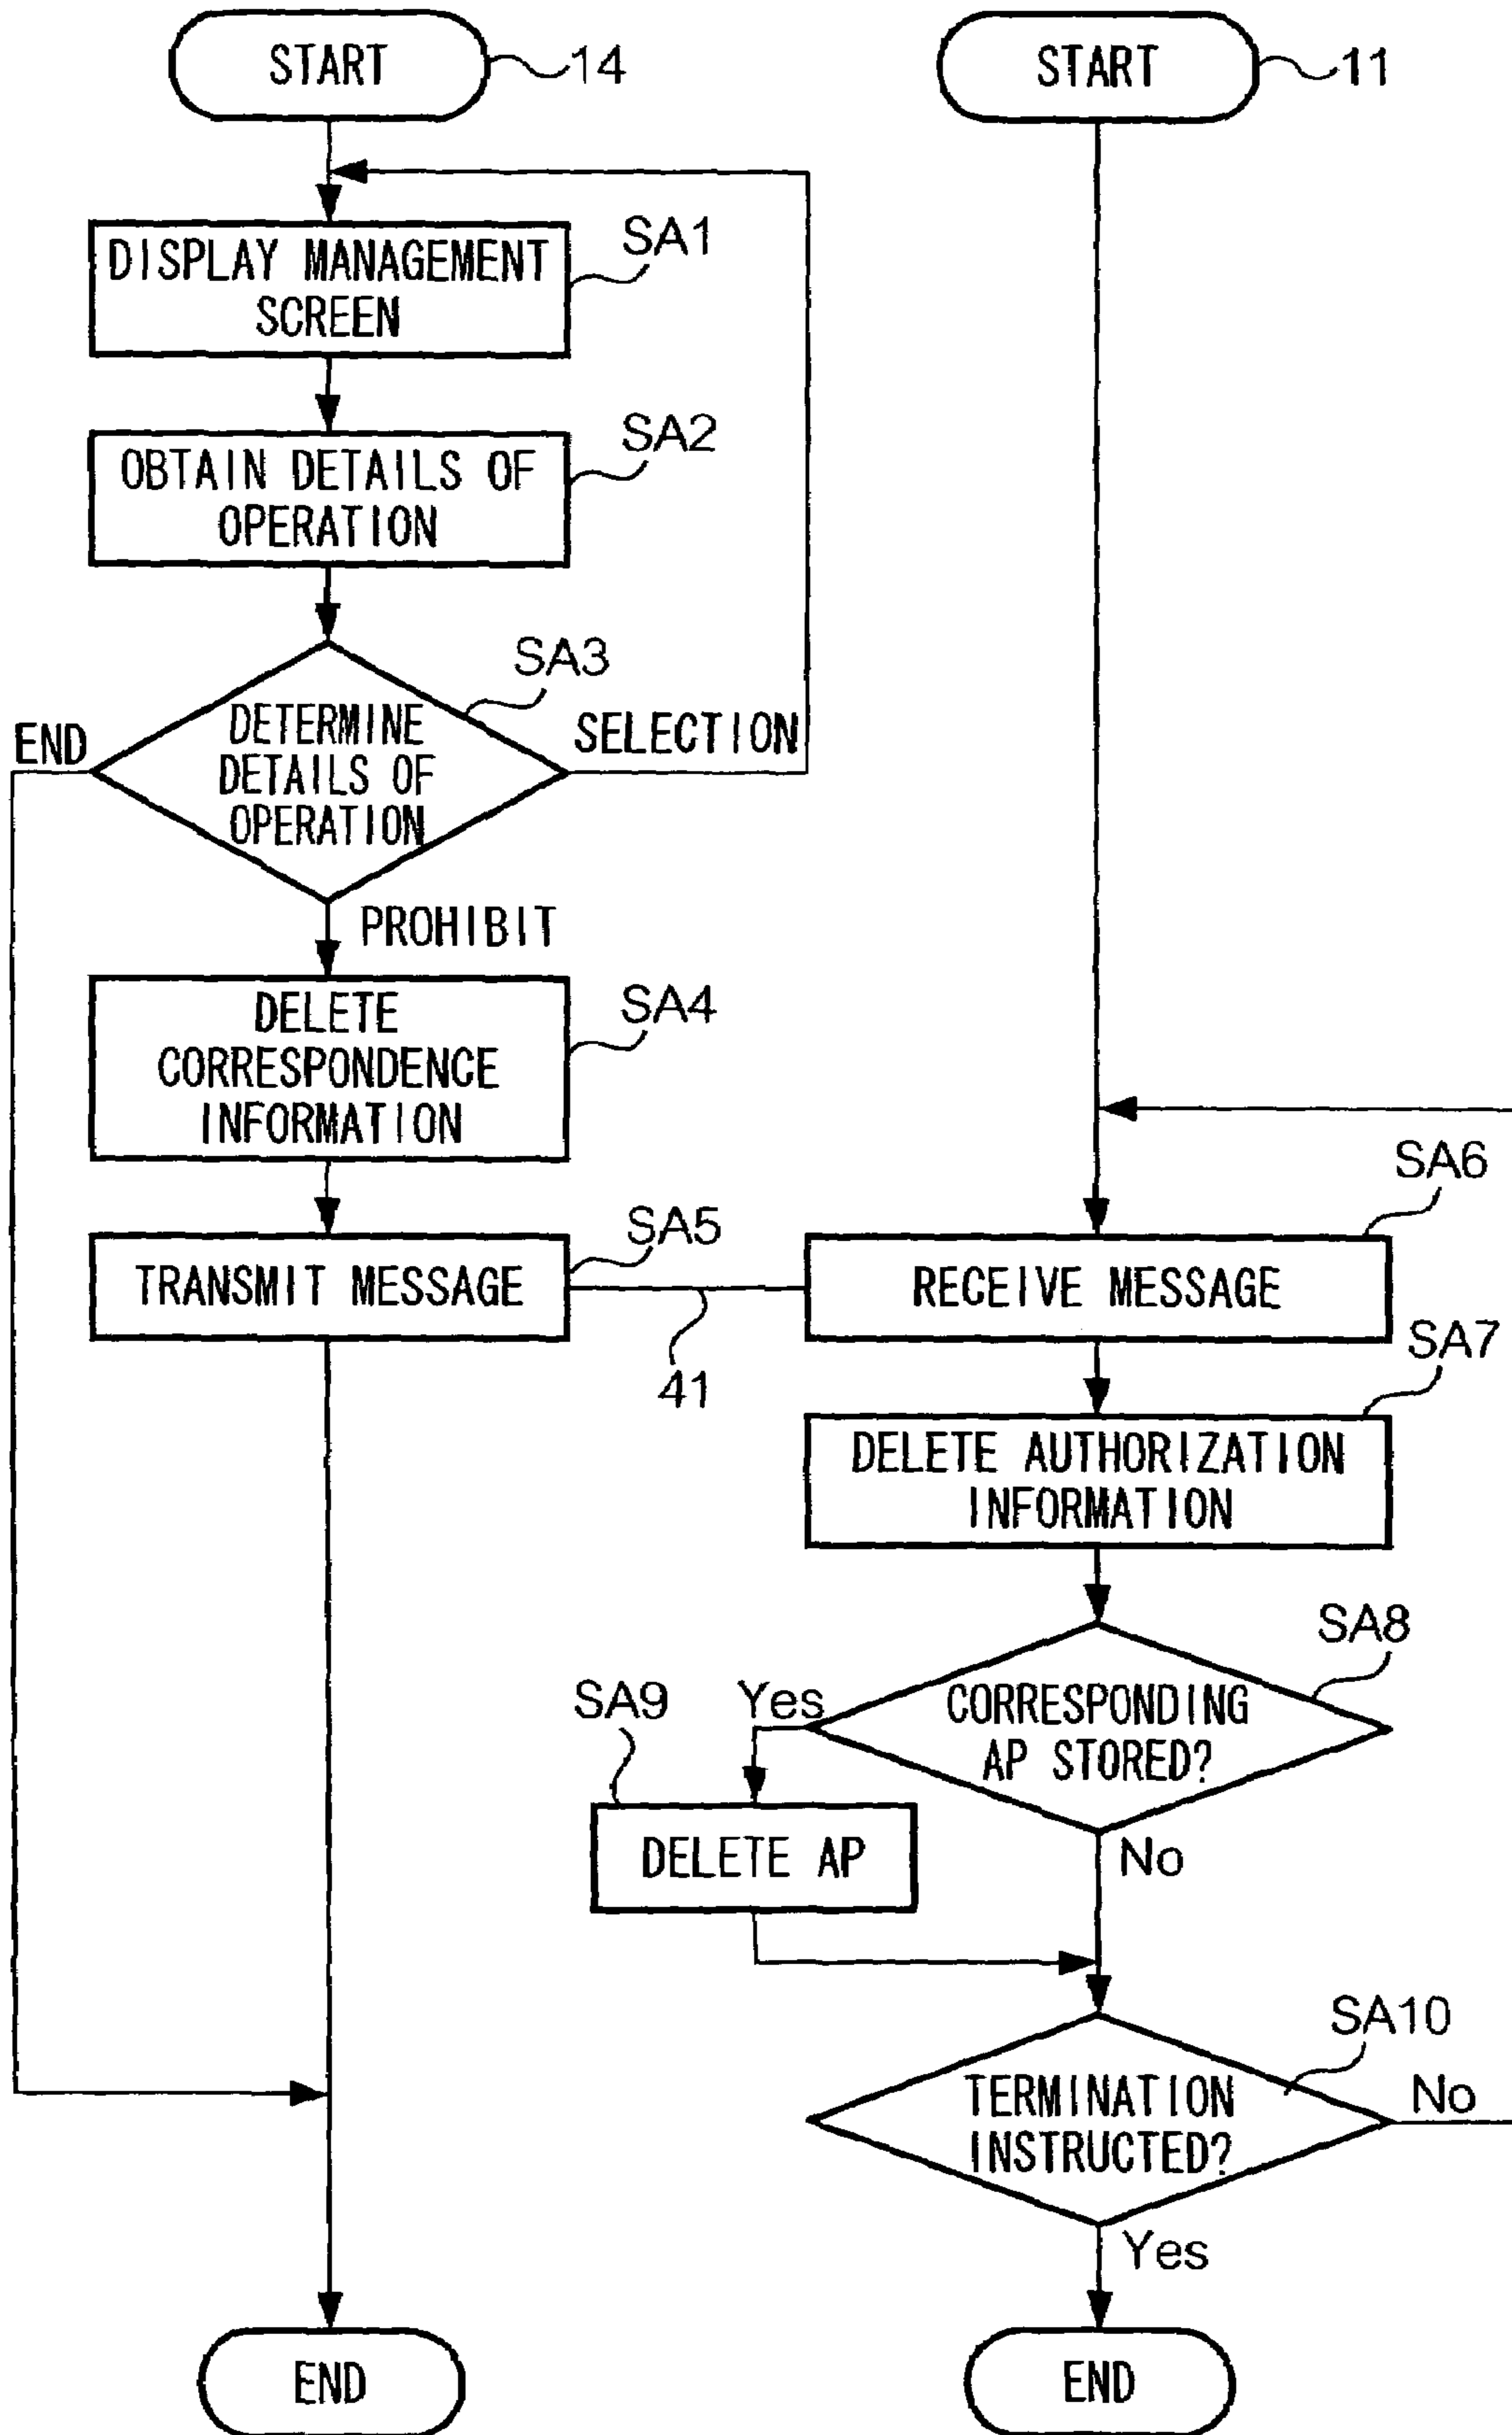 START
14
START
11
DISPLAY MANAGEMENT
SCREEN
SA1
OBTAIN DETAILS OF
OPERATION
SA2
SA3
END
DETERMINE
DETAILS OF
OPERATION
SELECTION
PROHIBIT
DELETE
CORRESPONDENCE
INFORMATION
SA4
TRANSMIT MESSAGE
SA5
41
RECEIVE MESSAGE
SA6
DELETE AUTHORIZATION
INFORMATION
SA7
CORRESPONDING
AP STORED?
SA8
Yes
SA9
DELETE AP
No
TERMINATION
INSTRUCTED?
SA10
No
Yes
END
END